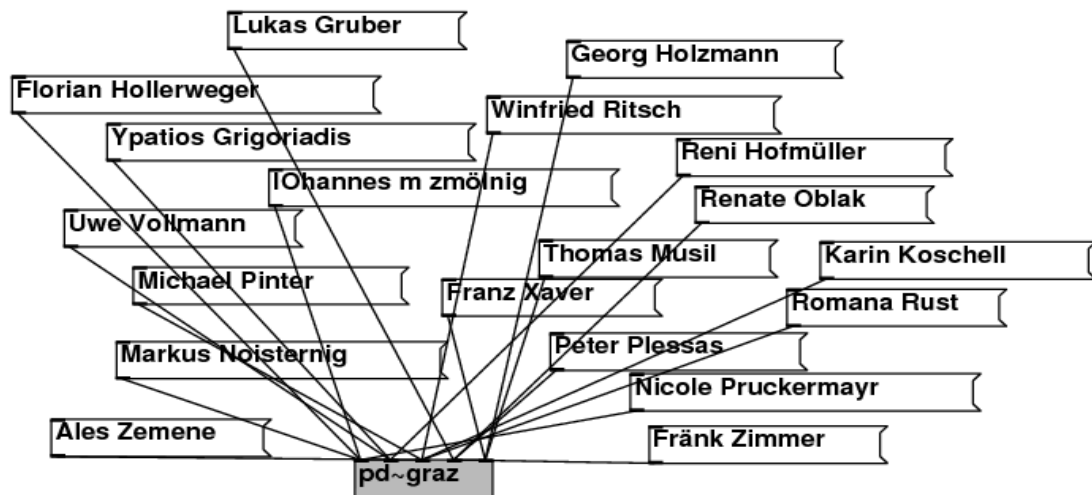 Lukas Gruber
Georg Holzmann
Florian Hollerweger
Winfried Ritsch
Ypatios Grigoriadis
Reni Hofmüller
IOhannes m zmölnig
Renate Oblak
Uwe Vollmann
Thomas Musil
Karin Koschell
Michael Pinter
Franz Xaver
Romana Rust
Markus Noisternig
Peter Plessas
Nicole Pruckermayr
Ales Zemene
Fränk Zimmer
pd~graz